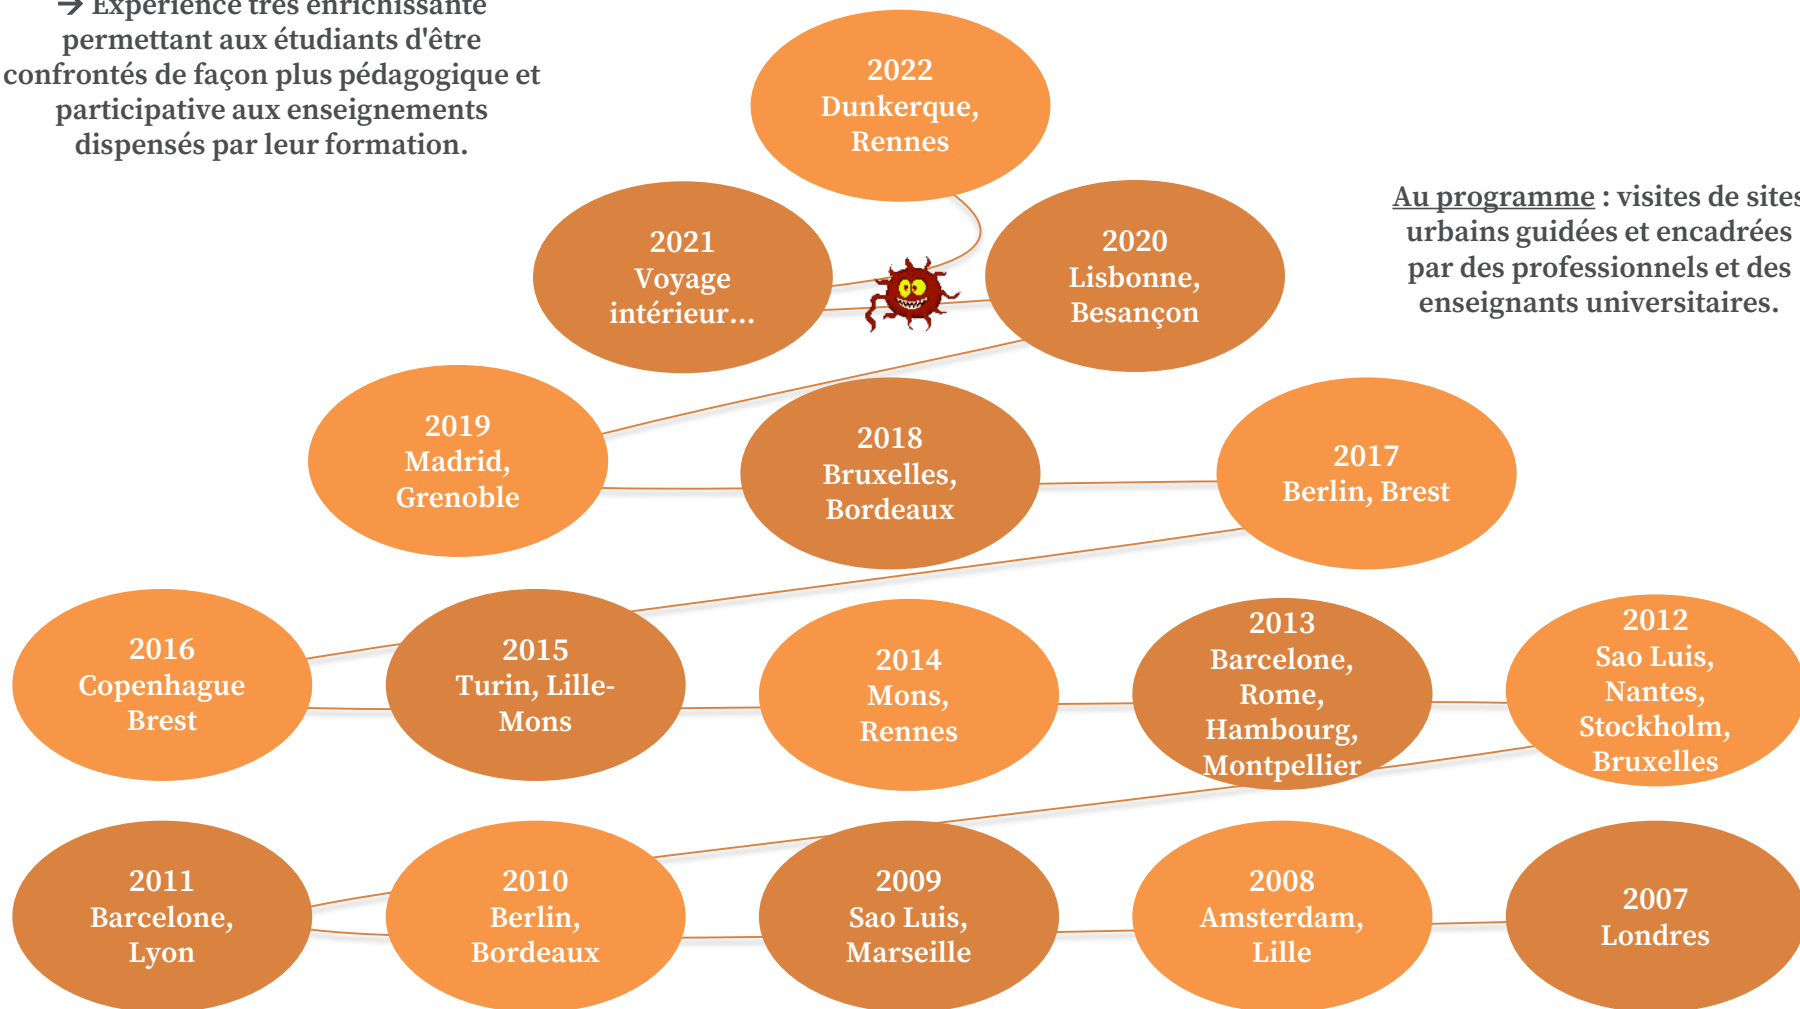 → Expérience très enrichissante
permettant aux étudiants d'être
confrontés de façon plus pédagogique et
participative aux enseignements
dispensés par leur formation.
2022
Dunkerque,
Rennes
Au programme : visites de sites
urbains guidées et encadrées
par des professionnels et des
enseignants universitaires.
2021
Voyage
intérieur...
2020
Lisbonne,
Besançon
2019
Madrid,
Grenoble
2018
Bruxelles,
Bordeaux
2017
Berlin, Brest
2016
Copenhague
Brest
2015
Turin, Lille-
Mons
2014
Mons,
Rennes
2013
Barcelone,
Rome,
Hambourg,
Montpellier
2012
Sao Luis,
Nantes,
Stockholm,
Bruxelles
2011
Barcelone,
Lyon
2010
Berlin,
Bordeaux
2009
Sao Luis,
Marseille
2008
Amsterdam,
Lille
2007
Londres